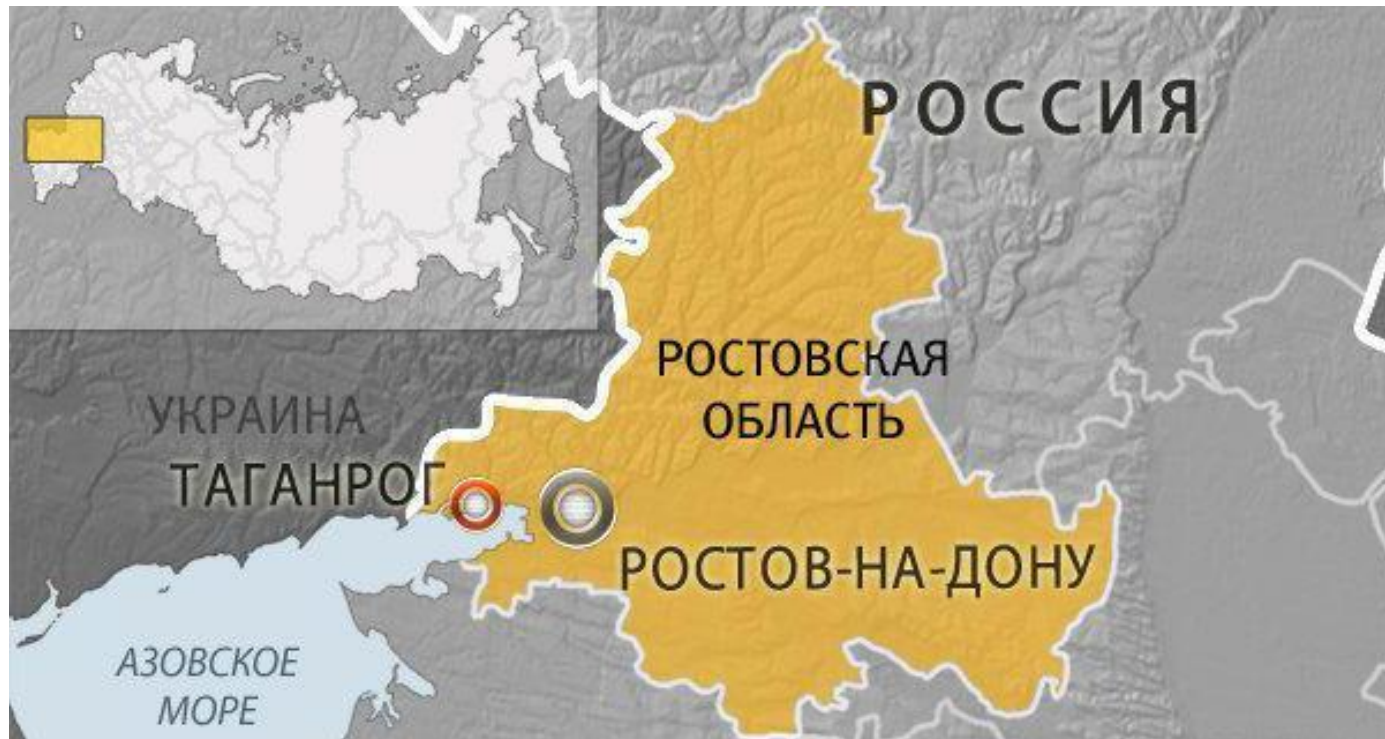 РОССИЯ
РОСТОВСКАЯ
ОБЛАСТЬ
УКРАИНА
ТАГАНРОГ
РОСТОВ-НА-ДОНУ
АЗОВСКОЕ
МОРЕ